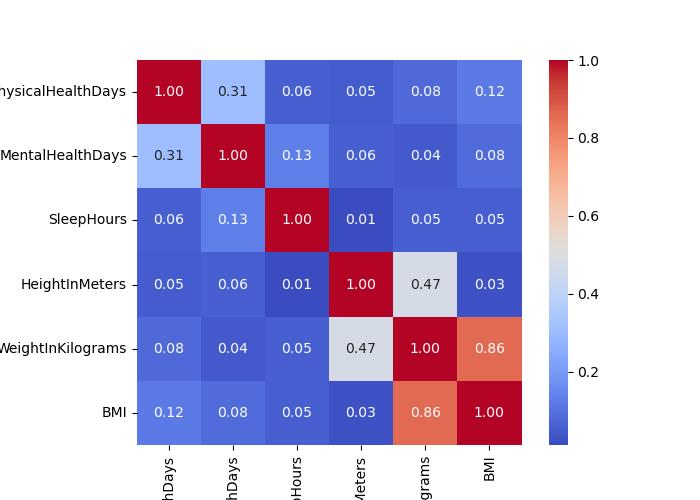 hysicalHealthDays 1.00 0.31 0.06 0.05 0.08 0.12
MentalHealthDays 0.31 1.00 0.13 0.06 0.04 0.08
SleepHours 0.06 0.13 1.00 0.01 0.05 0.05
HeightInMeters 0.05 0.06 0.01 1.00 0.47 0.03
WeightInKilograms 0.08 0.04 0.05 0.47 1.00 0.86
BMI 0.12 0.08 0.05 0.03 0.86 1.00
hDays
hDays
pHours
Meters
grams
BMI
1.0
0.8
0.6
0.4
0.2